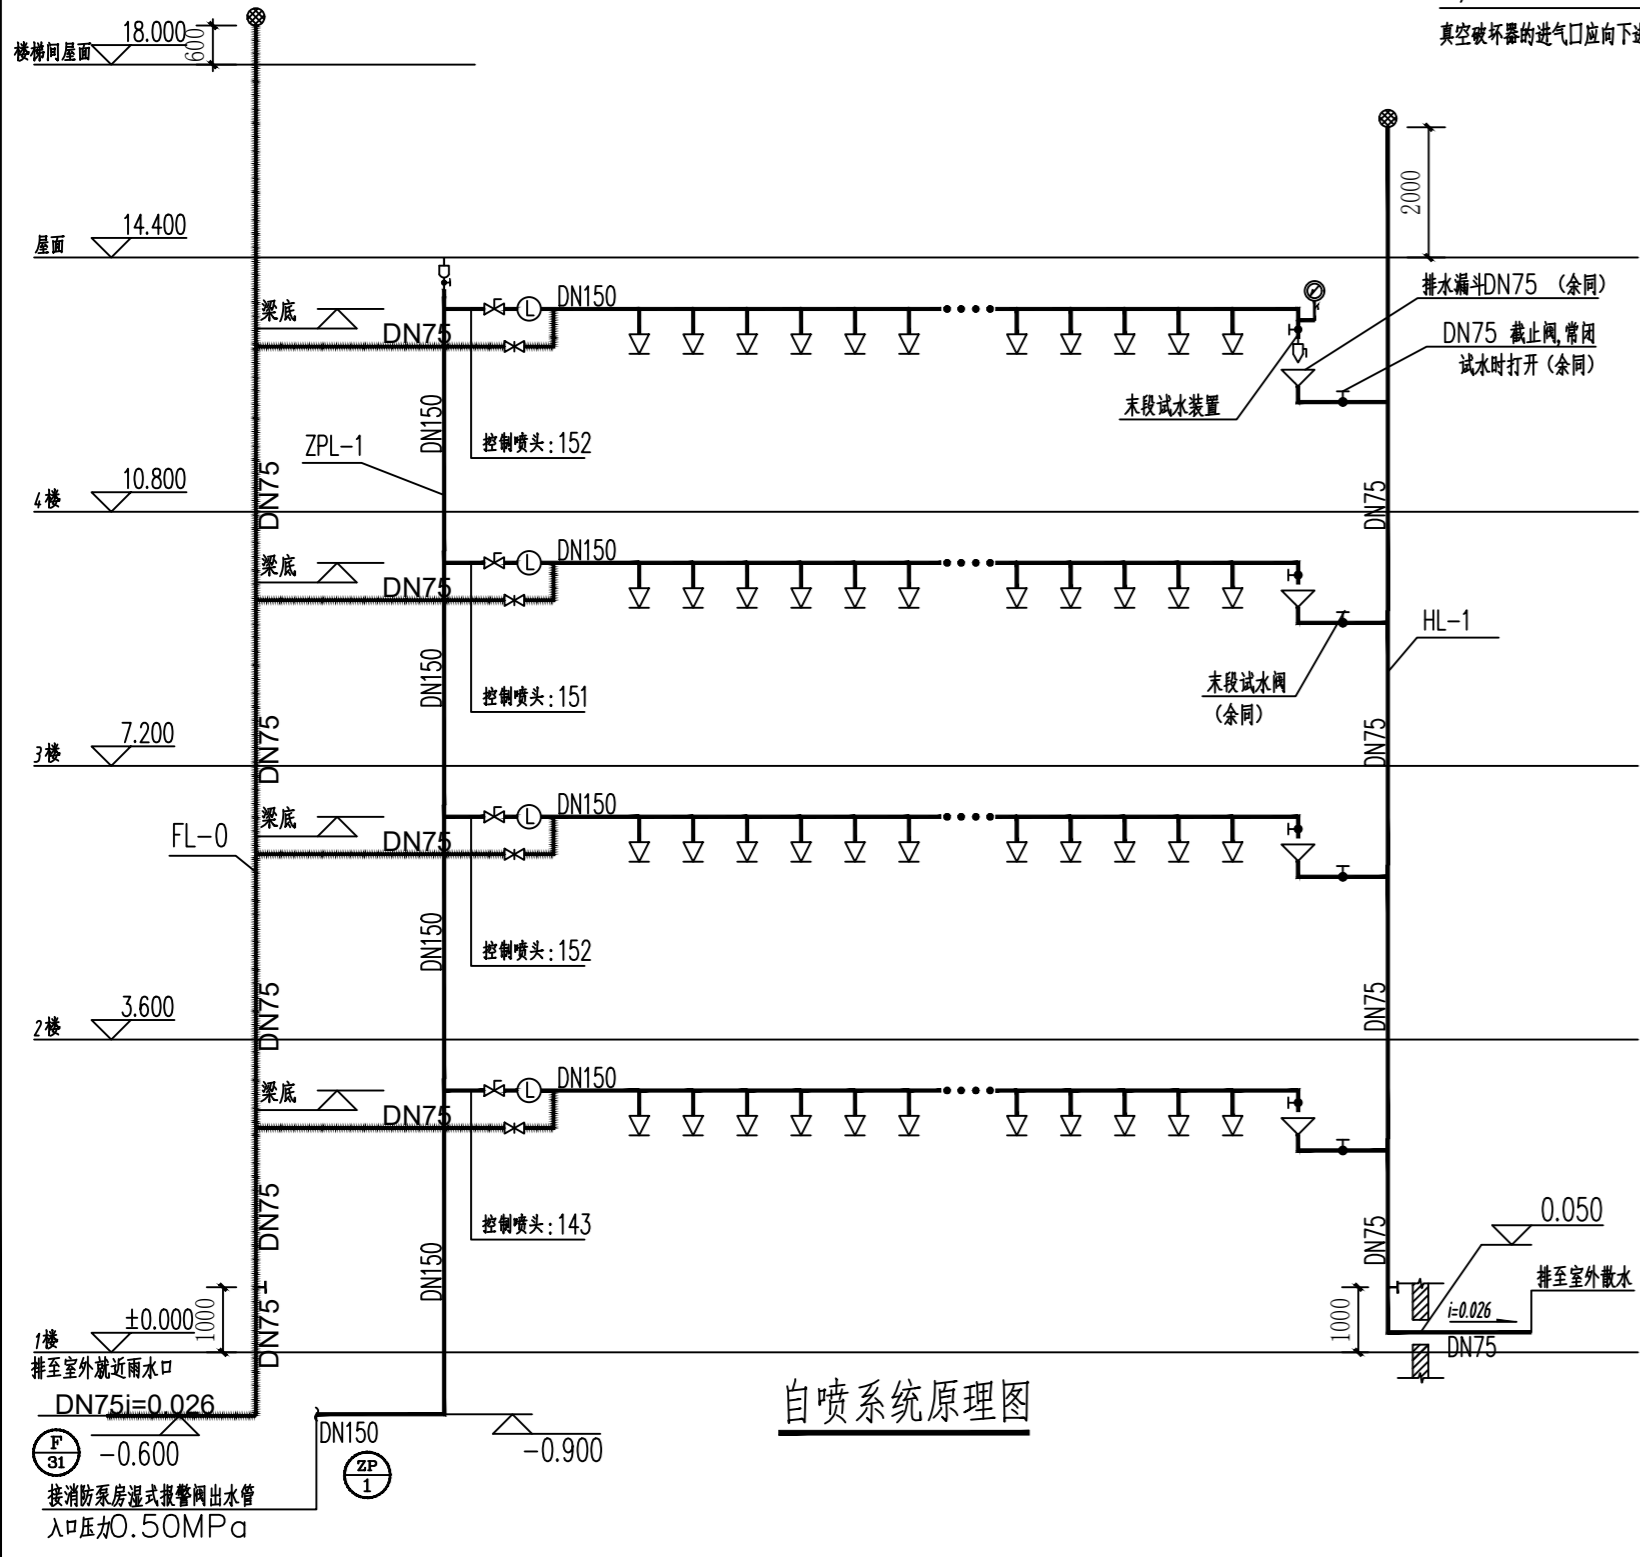 真空破坏器的进气口应向下
18.000
600
楼梯间屋面
2000
14.400
屋面
排水漏斗DN75 (余同)
梁底
DN150
DN75
DN75 截止阀,常闭
试水时打开 (余同)
末段试水装置
DN150
控制喷头:152
ZPL-1
10.800
4楼
DN75
DN75
梁底
DN150
DN75
HL-1
DN150
控制喷头:151
末段试水阀
(余同)
7.200
3楼
DN75
DN75
梁底
DN150
FL-0
DN75
DN150
控制喷头:152
3.600
2楼
DN75
DN75
梁底
DN150
DN75
DN75
控制喷头:143
DN150
DN75
0.050
排至室外散水
±0.000
1000
1楼
DN75
1000
i=0.026
DN75
排至室外就近雨水口
DN75i=0.026
自喷系统原理图
F
31
-0.600
DN150
-0.900
ZP
1
接消防泵房湿式报警阀出水管
入口压力0.50MPa